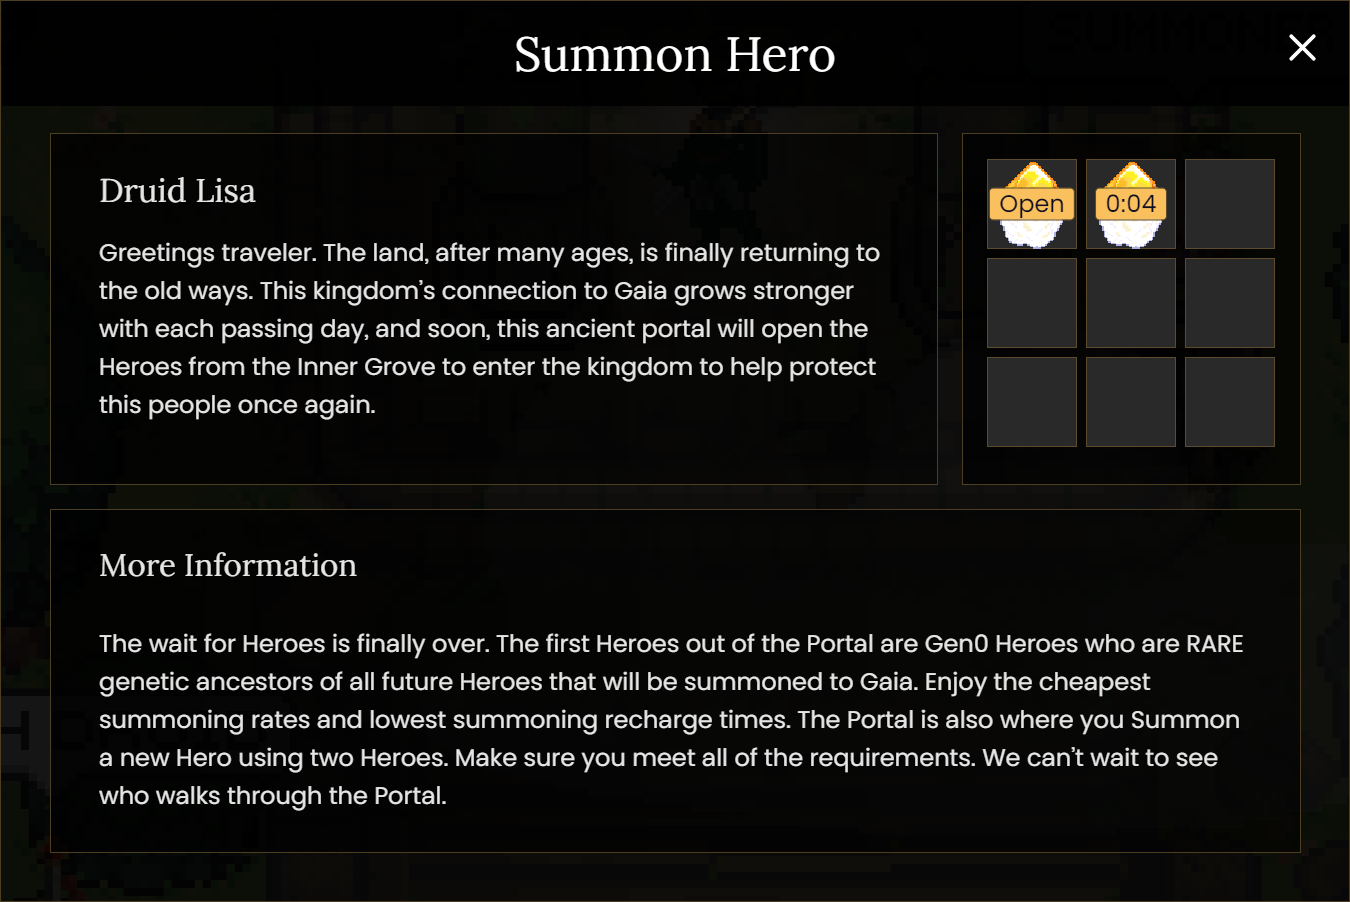 Summon Hero
Druid Lisa
Greetings traveler. The land, after many ages, is finally returning to
the old ways. This kingdom's connection to Gaia grows stronger
with each passing day, and soon, this ancient portal will open the
Heroes from the Inner Grove to enter the kingdom to help protect
this people once again.
Open
0:04
More Information
The wait for Heroes is finally over. The first Heroes out of the Portal are Gen0 Heroes who are RARE
genetic ancestors of all future Heroes that will be summoned to Gaia. Enjoy the cheapest
summoning rates and lowest summoning recharge times. The Portal is also where you Summon
a new Hero using two Heroes. Make sure you meet all of the requirements. We can't wait to see
who walks through the Portal.